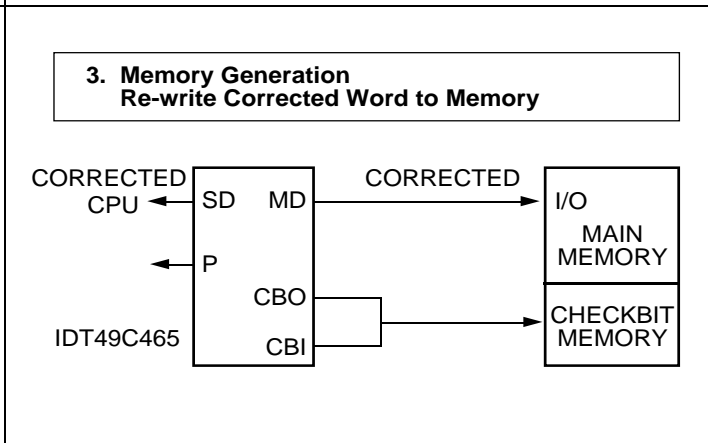 3. Memory Generation
Re-write Corrected Word to Memory
CORRECTED
CPU
SD
MD
CORRECTED
I/O
MAIN
MEMORY
P
CBO
CBI
CHECKBIT
MEMORY
IDT49C465